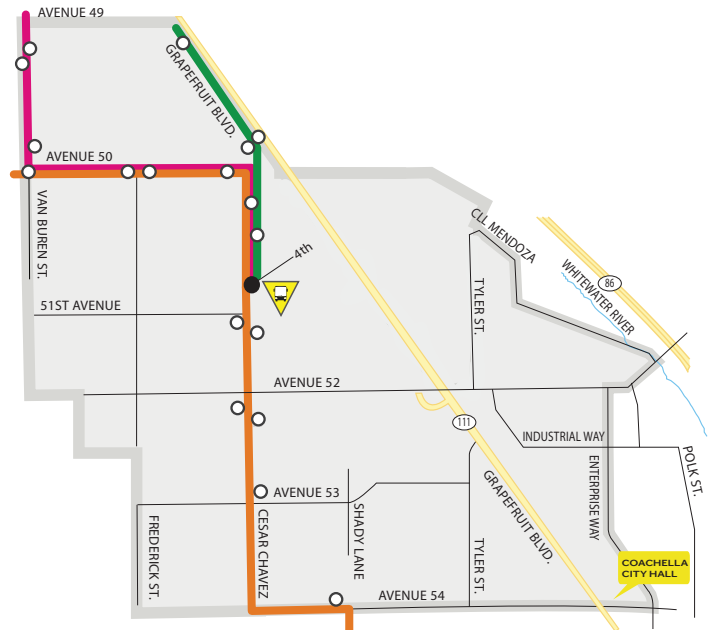 AVENUE 49
GRAPEFRUIT BLVD.
AVENUE 50
VAN BUREN ST.
CLL MENDOZA
4th
WHITEWATER RIVER
86
TYLER ST.
51ST AVENUE
AVENUE 52
111
INDUSTRIAL WAY
POLK ST.
ENTERPRISE WAY
GRAPEFRUIT BLVD.
AVENUE 53
FREDERICK ST.
CESAR CHAVEZ
SHADY LANE
TYLER ST.
COACHELLA
CITY HALL
AVENUE 54